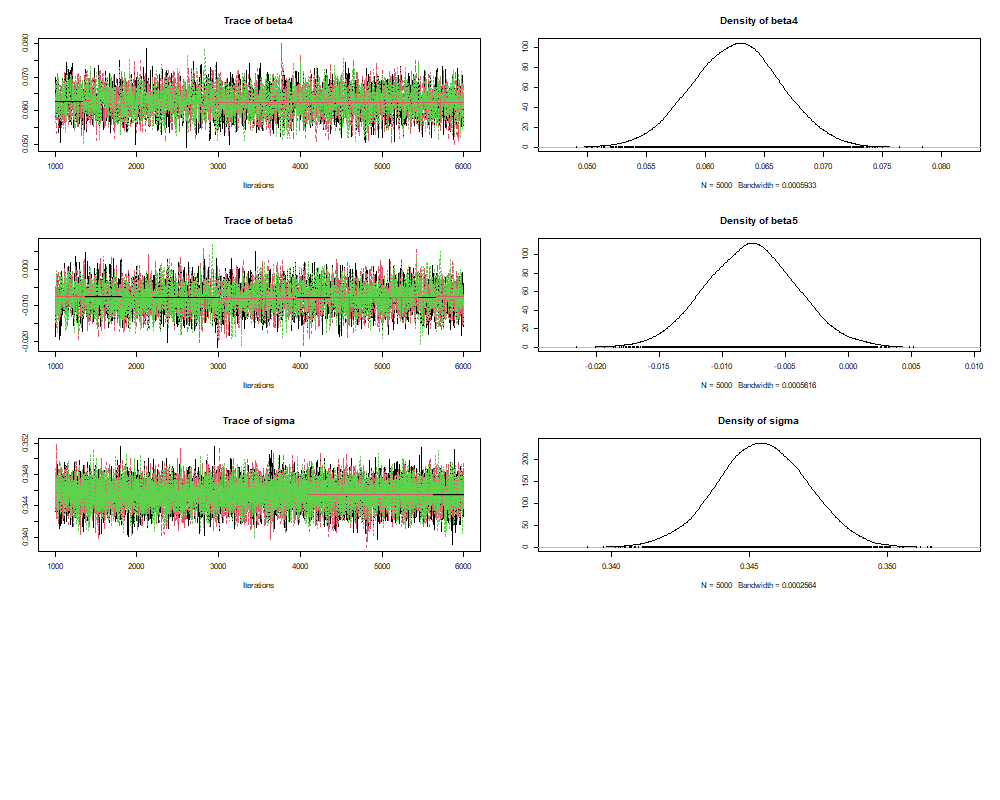 Trace of beta4
0.050 0.060 0.070 0.080
1000 2000 3000 4000 5000 6000
Iterations
Density of beta4
0 20 40 60 80 100
0.050 0.055 0.060 0.065 0.070 0.075 0.080
N = 5000 Bandwidth = 0.0005933
Trace of beta5
-0.020 -0.010 0.000
1000 2000 3000 4000 5000 6000
Iterations
Density of beta5
0 20 40 60 80 100
-0.020 -0.015 -0.010 -0.005 0.000 0.005 0.010
N = 5000 Bandwidth = 0.0005616
Trace of sigma
0.340 0.344 0.348 0.352
1000 2000 3000 4000 5000 6000
Iterations
Density of sigma
0 50 100 150 200
0.340 0.345 0.350
N = 5000 Bandwidth = 0.0002564